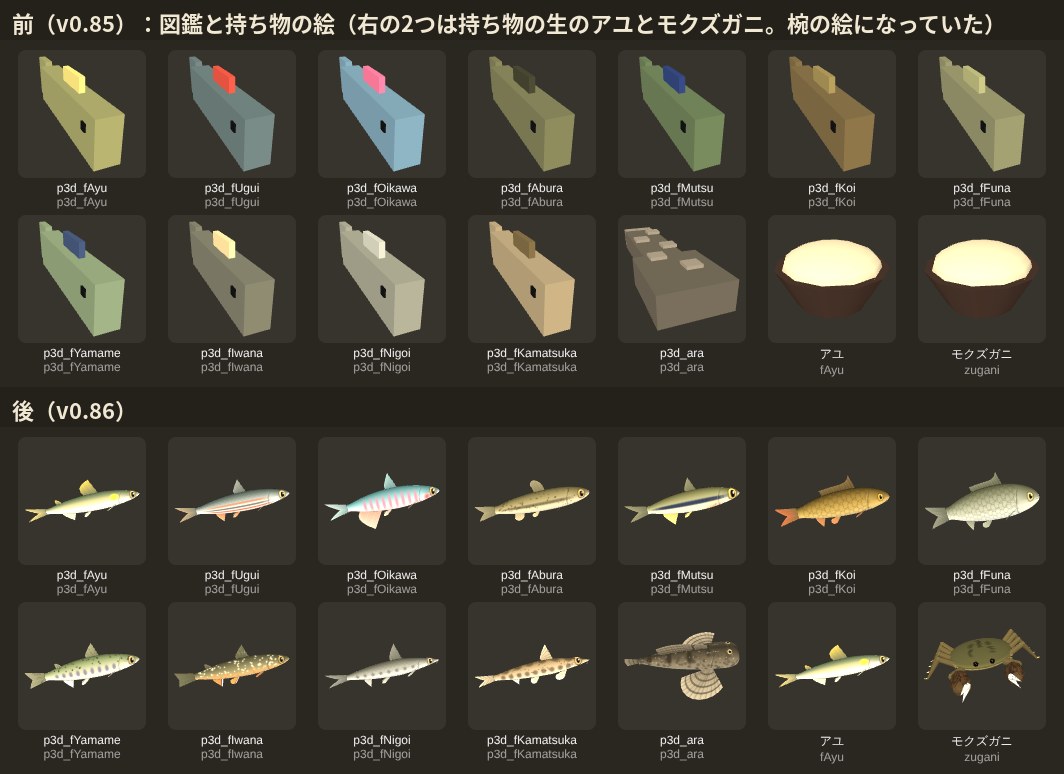 前（v0.85）：図鑑と持ち物の絵（右の2つは持ち物の生のアユとモクズガニ。椀の絵になっていた）
p3d_fAyu p3d_fUgui p3d_fOikawa p3d_fAbura p3d_fMutsu p3d_fKoi p3d_fFuna
p3d_fAyu p3d_fUgui p3d_fOikawa p3d_fAbura p3d_fMutsu p3d_fKoi p3d_fFuna
p3d_fYamame p3d_fIwana p3d_fNigoi p3d_fKamatsuka p3d_ara アユ モクズガニ
p3d_fYamame p3d_fIwana p3d_fNigoi p3d_fKamatsuka p3d_ara fAyu zugani
後（v0.86）
p3d_fAyu p3d_fUgui p3d_fOikawa p3d_fAbura p3d_fMutsu p3d_fKoi p3d_fFuna
p3d_fAyu p3d_fUgui p3d_fOikawa p3d_fAbura p3d_fMutsu p3d_fKoi p3d_fFuna
p3d_fYamame p3d_fIwana p3d_fNigoi p3d_fKamatsuka p3d_ara アユ モクズガニ
p3d_fYamame p3d_fIwana p3d_fNigoi p3d_fKamatsuka p3d_ara fAyu zugani